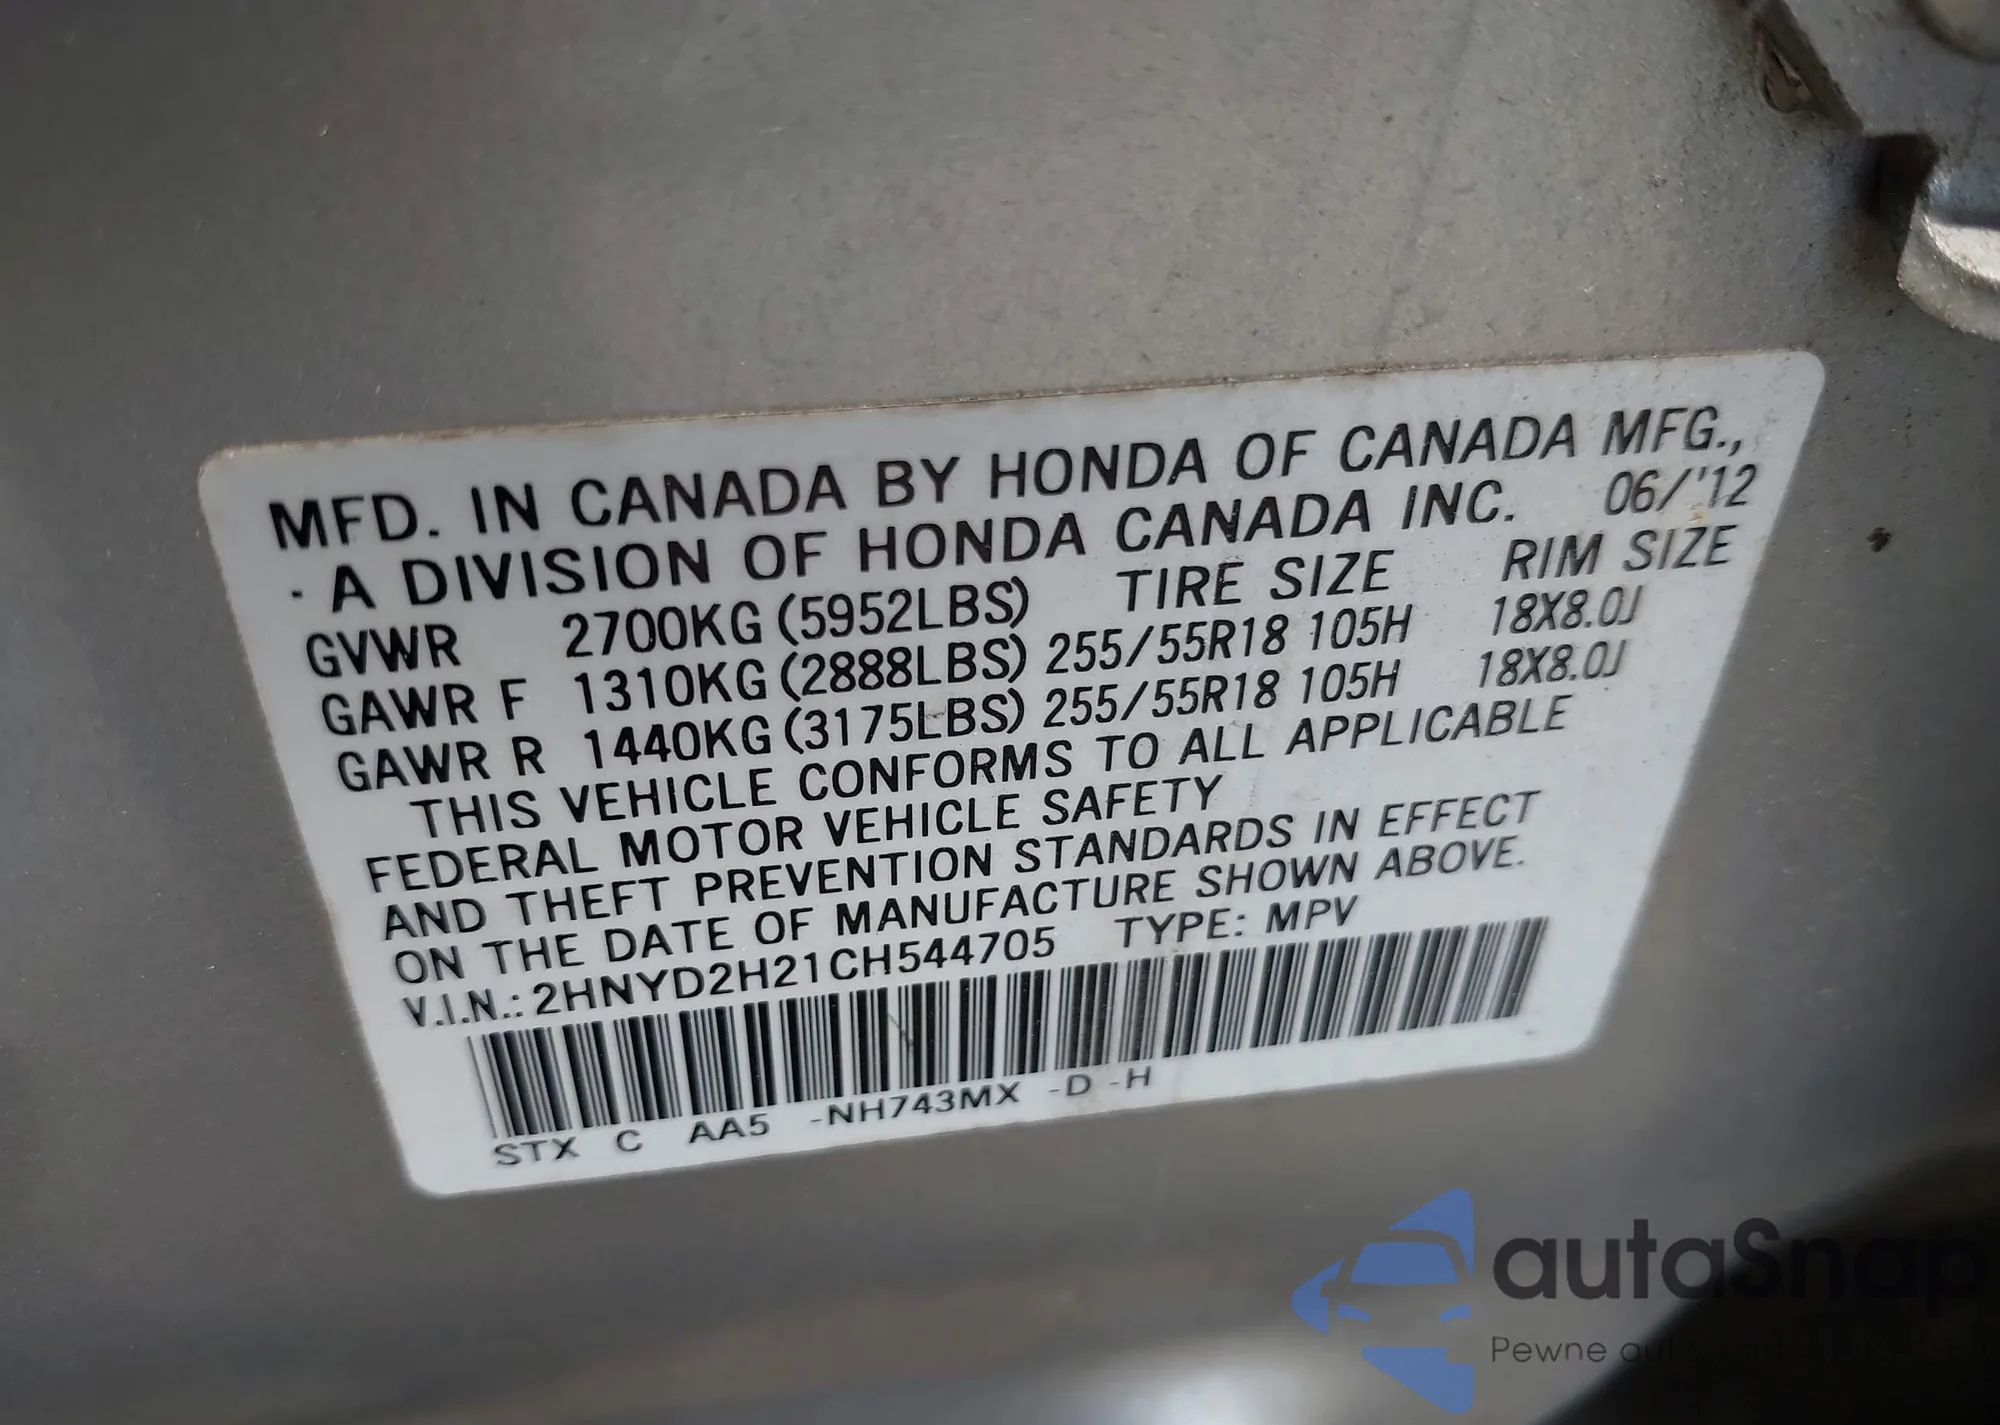 MFD. IN CANADA BY HONDA OF CANADA MFG.,
· A DIVISION OF HONDA CANADA INC. 06/'12
GVWR 2700KG (5952LBS) TIRE SIZE RIM SIZE
GAWR F 1310KG (2888LBS) 255/55R18 105H 18X8.0J
GAWR R 1440KG (3175LBS) 255/55R18 105H 18X8.0J
THIS VEHICLE CONFORMS TO ALL APPLICABLE
FEDERAL MOTOR VEHICLE SAFETY
AND THEFT PREVENTION STANDARDS IN EFFECT
ON THE DATE OF MANUFACTURE SHOWN ABOVE.
V.I.N.: 2HNYD2H21CH544705 TYPE: MPV
STX C AA5 -NH743MX -D -H
autaSnap
Pewne